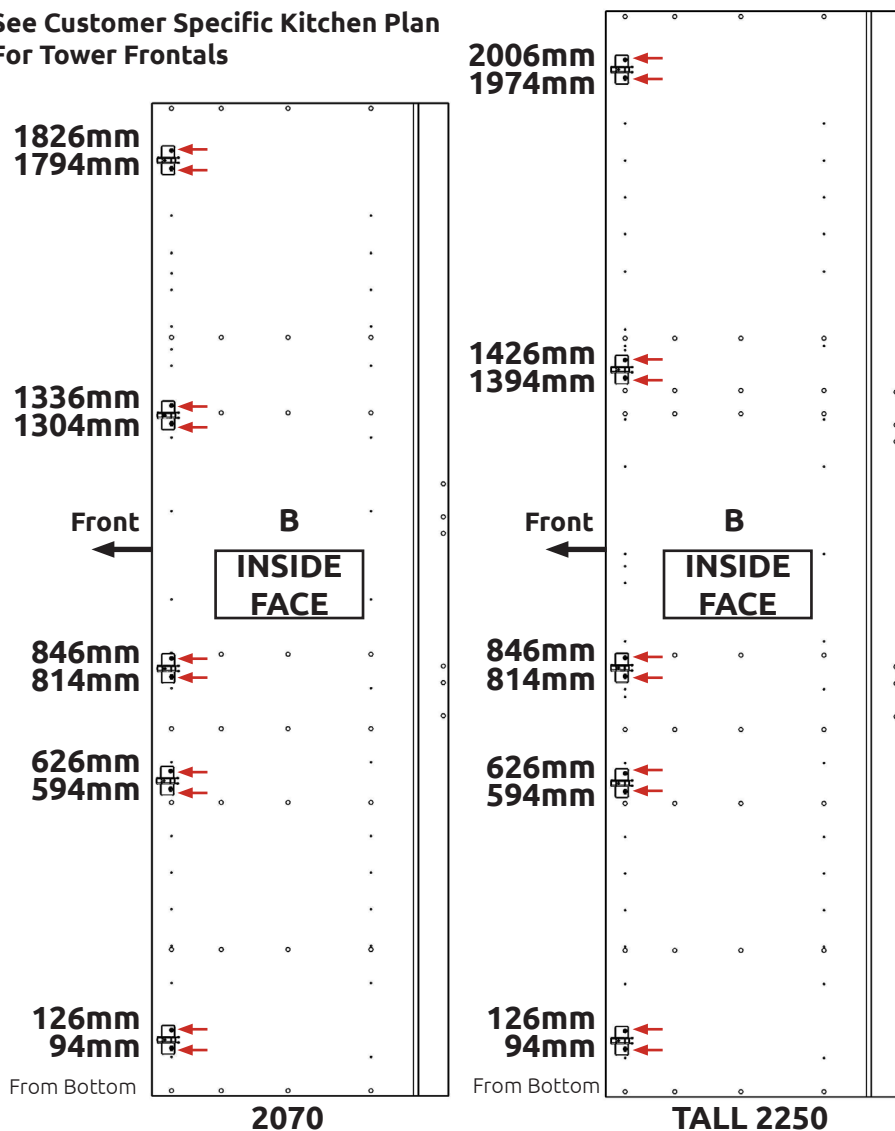 See Customer Specific Kitchen Plan
For Tower Frontals
1826mm
1794mm
1336mm
1304mm
Front
B
INSIDE
FACE
846mm
814mm
626mm
594mm
126mm
94mm
From Bottom
2070
2006mm
1974mm
1426mm
1394mm
Front
B
INSIDE
FACE
846mm
814mm
626mm
594mm
126mm
94mm
From Bottom
TALL 2250